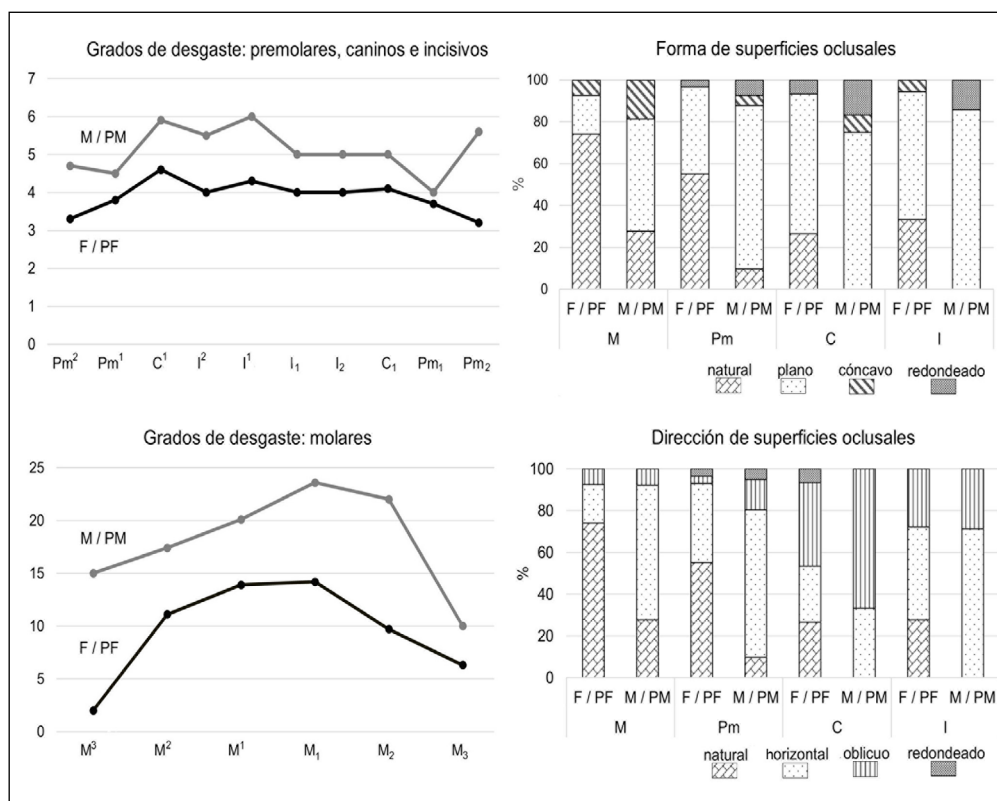 Grados de desgaste: premolares, caninos e incisivos
7
6
5
4
3
2
1
0
M / PM
F / PF
Pm² Pm¹ C¹ I² I¹ I₁ I₂ C₁ Pm₁ Pm₂
Forma de superficies oclusales
100
80
60
40
20
0
%
F / PF M / PM F / PF M / PM F / PF M / PM F / PF M / PM
M Pm C I
natural plano cóncavo redondeado
Grados de desgaste: molares
25
20
15
10
5
0
M / PM
F / PF
M³ M² M¹ M₁ M₂ M₃
Dirección de superficies oclusales
100
80
60
40
20
0
%
F / PF M / PM F / PF M / PM F / PF M / PM F / PF M / PM
M Pm C I
natural horizontal oblicuo redondeado